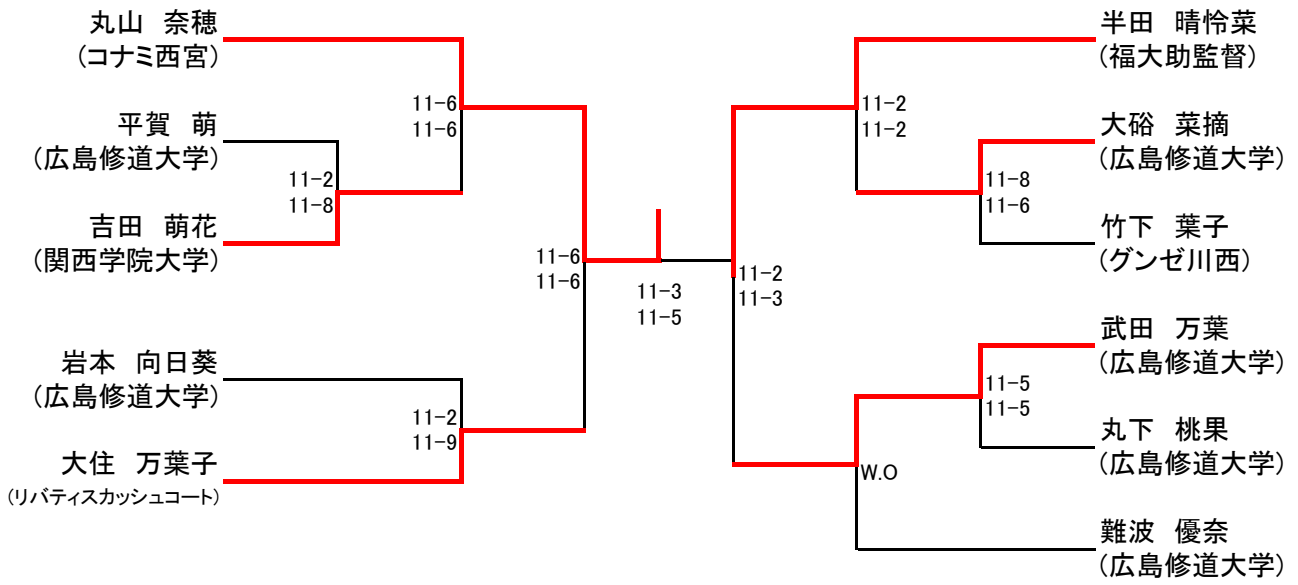 丸山　奈穂
(コナミ西宮)
平賀　萌
(広島修道大学)
吉田　萌花
(関西学院大学)
岩本　向日葵
(広島修道大学)
大住　万葉子
(リバティスカッシュコート)
11-6
11-6
11-2
11-8
11-2
11-9
11-6
11-6
11-3
11-5
11-2
11-3
11-2
11-2
11-8
11-6
11-5
11-5
W.O
半田　晴怜菜
(福大助監督)
大硲　菜摘
(広島修道大学)
竹下　葉子
(グンゼ川西)
武田　万葉
(広島修道大学)
丸下　桃果
(広島修道大学)
難波　優奈
(広島修道大学)